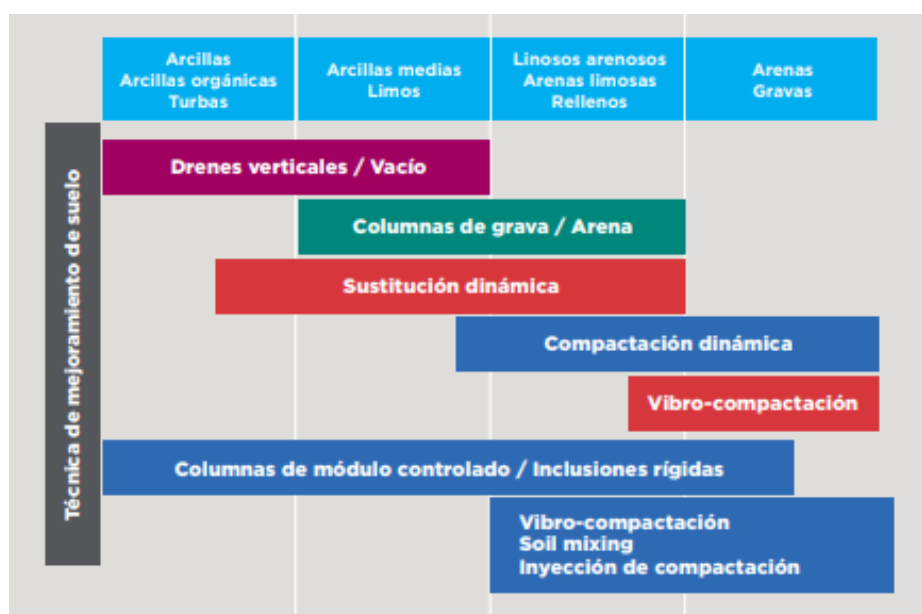 Arcillas
Arcillas orgánicas
Turbas
Arcillas medias
Limos
Linosos arenosos
Arenas limosas
Rellenos
Arenas
Gravas
Técnica de mejoramiento de suelo
Drenes verticales / Vacío
Columnas de grava / Arena
Sustitución dinámica
Compactación dinámica
Vibro-compactación
Columnas de módulo controlado / Inclusiones rígidas
Vibro-compactación
Soil mixing
Inyección de compactación